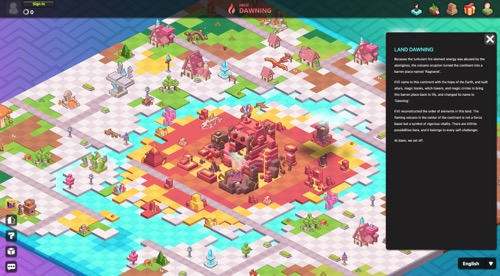 Sign In
0
DAWNING
LAND DAWNING
Because the turbulent fire element energy was abused by the
aborigines, the volcano eruption turned the continent into a
barren place named 'Ragnarok'.
EVE came to this continent with the hope of the Earth, and built
altars, magic books, witch towers, and magic circles to bring
this barren place back to life, and changed its name to
'Dawning'.
EVE reconstructed the order of elements in this land. The
flaming volcano in the center of the continent is not a fierce
beast but a symbol of vigorous vitality. There are infinite
possibilities here, and it belongs to every self-challenger.
At dawn, we set off!
English